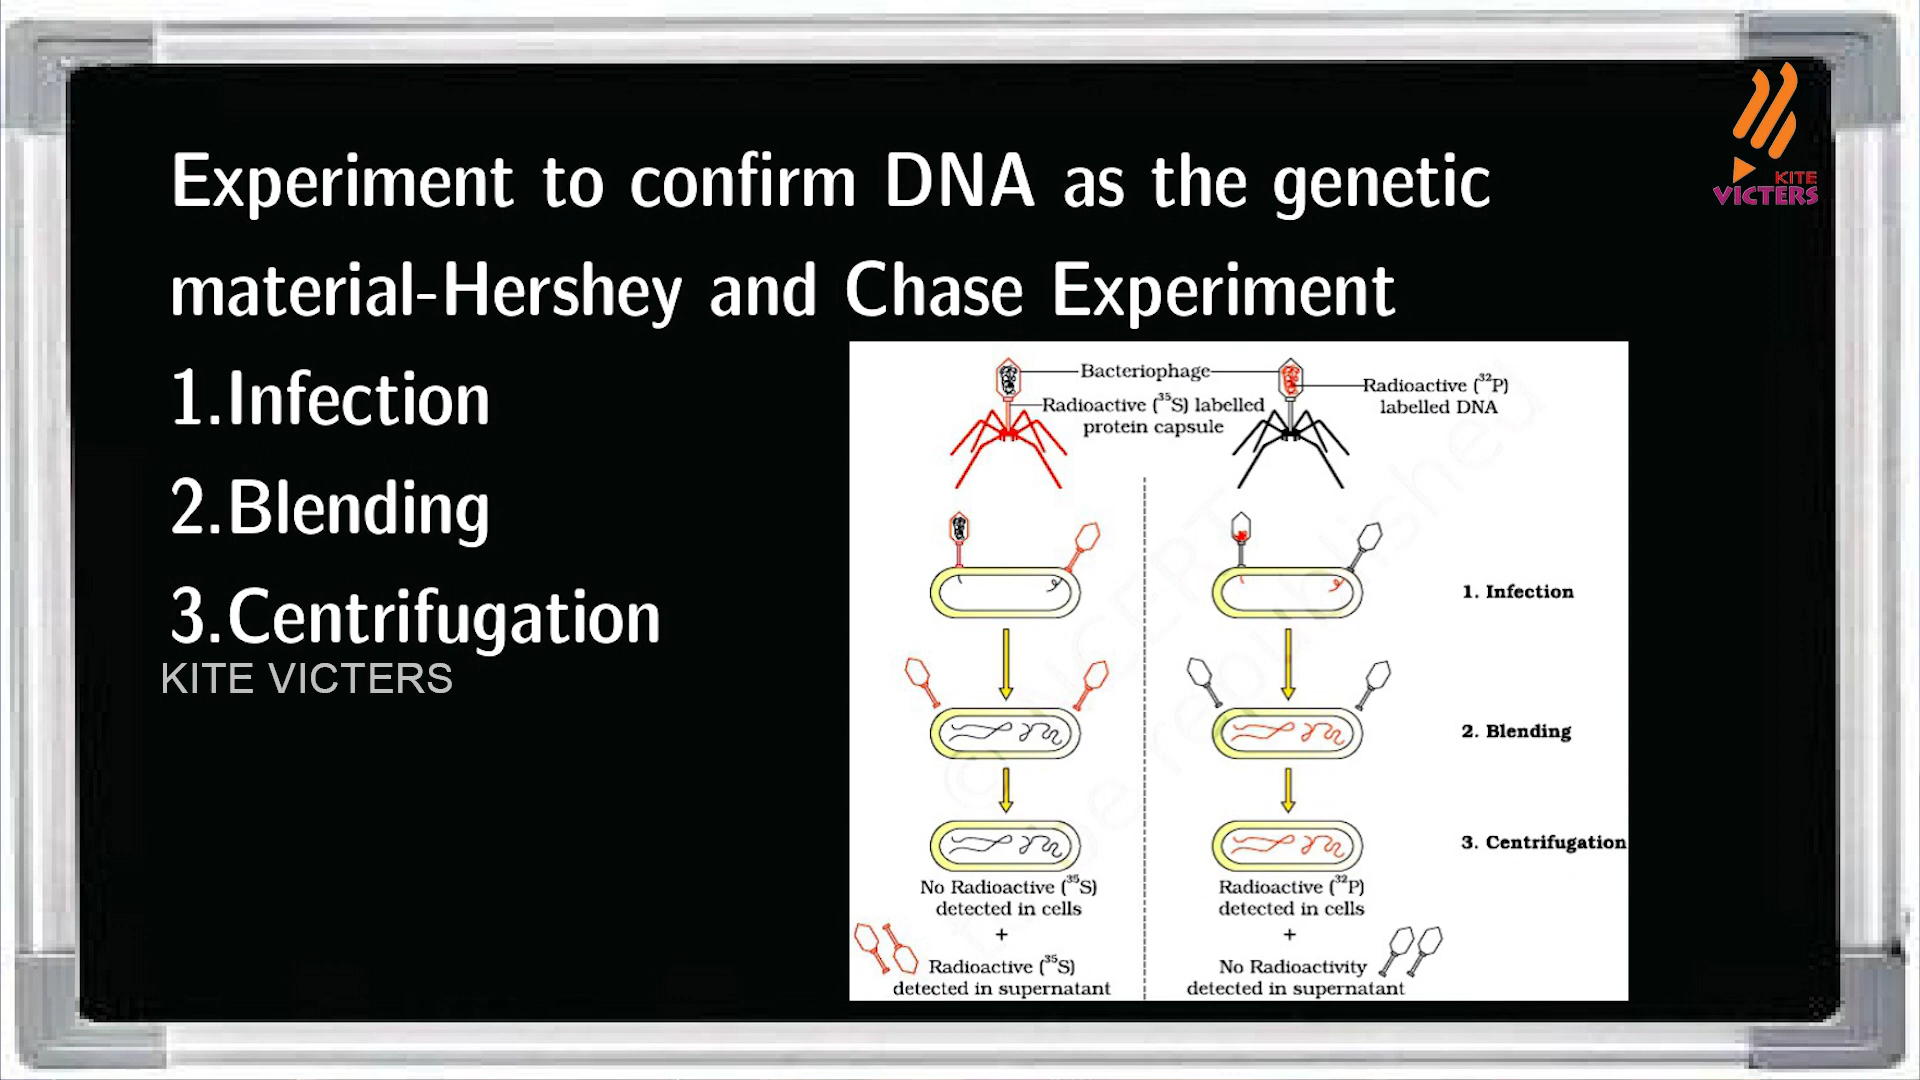 Experiment to confirm DNA as the genetic
material-Hershey and Chase Experiment
1.Infection
2.Blending
3.Centrifugation
KITE VICTERS
KITE
VICTERS
Bacteriophage
Radioactive (³⁵S) labelled
protein capsule
Radioactive (³²P)
labelled DNA
1. Infection
2. Blending
3. Centrifugation
No Radioactive (³⁵S)
detected in cells
+
Radioactive (³⁵S)
detected in supernatant
Radioactive (³²P)
detected in cells
+
No Radioactivity
detected in supernatant
© NCERT
be republished